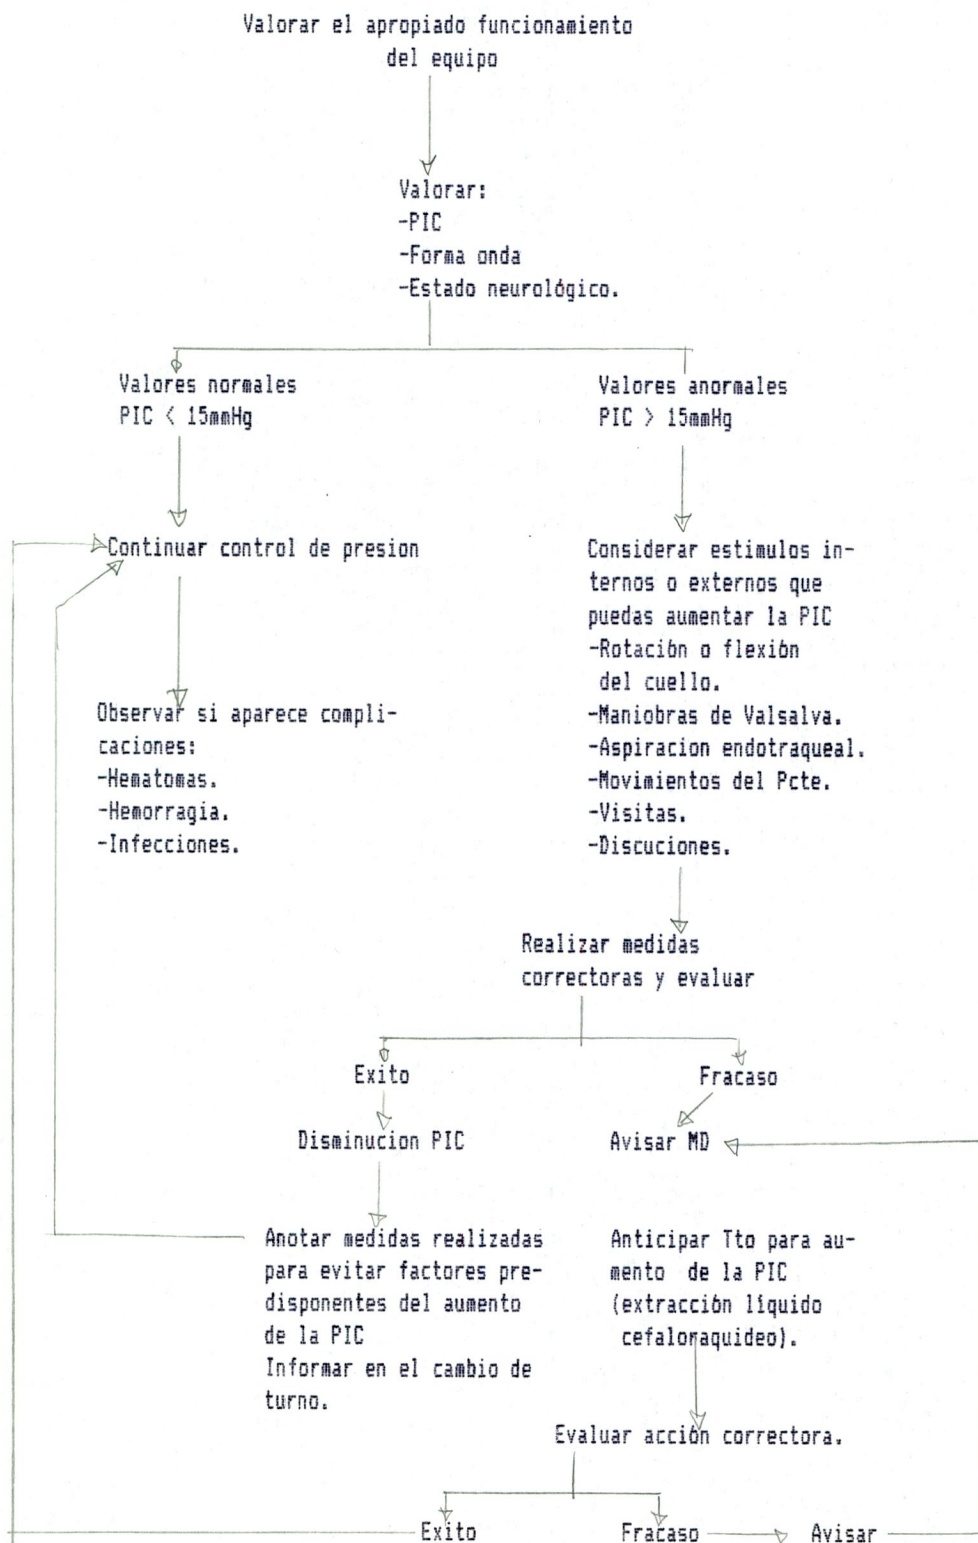 Valorar el apropiado funcionamiento
del equipo
Valorar:
-PIC
-Forma onda
-Estado neurológico.
Valores normales
PIC < 15mmHg
Valores anormales
PIC > 15mmHg
Continuar control de presion
Considerar estimulos in-
ternos o externos que
puedas aumentar la PIC
-Rotación o flexión
del cuello.
-Maniobras de Valsalva.
-Aspiracion endotraqueal.
-Movimientos del Pcte.
-Visitas.
-Discuciones.
Observar si aparece compli-
caciones:
-Hematomas.
-Hemorragia.
-Infecciones.
Realizar medidas
correctoras y evaluar
Exito
Fracaso
Disminucion PIC
Avisar MD
Anotar medidas realizadas
para evitar factores pre-
disponentes del aumento
de la PIC
Informar en el cambio de
turno.
Anticipar Tto para au-
mento de la PIC
(extracción líquido
cefaloraquideo).
Evaluar acción correctora.
Exito
Fracaso
Avisar